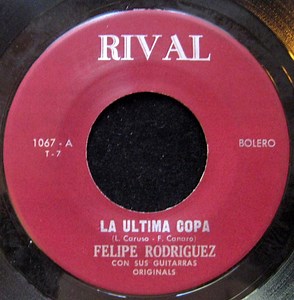 RIVAL
1067 - A
T - 7
BOLERO
LA ULTIMA COPA
(L. Caruso - F. Canaro)
FELIPE RODRIGUEZ
CON SUS GUITARRAS
ORIGINALS